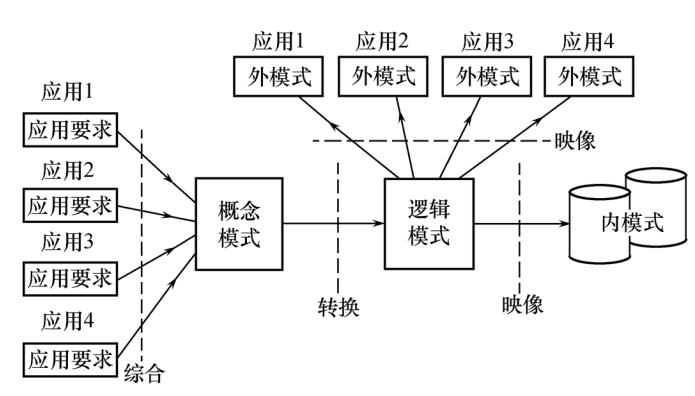 应用1
应用2
应用3
应用4
外模式
外模式
外模式
外模式
映像
应用1
应用要求
应用2
应用要求
应用3
应用要求
应用4
应用要求
综合
概念
模式
转换
逻辑
模式
映像
内模式